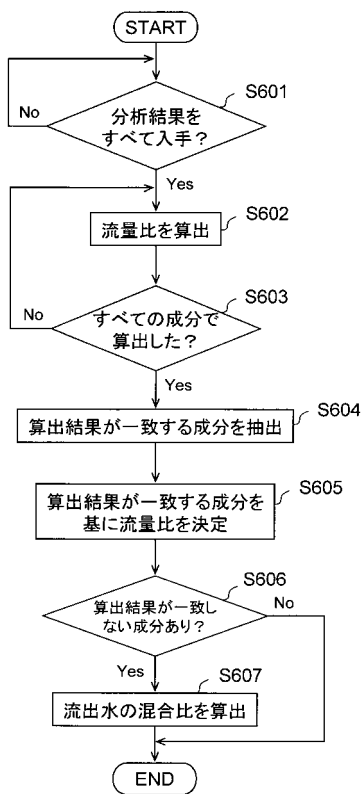 START
S601
分析結果を
すべて入手？
No
Yes
S602
流量比を算出
S603
すべての成分で
算出した？
No
Yes
S604
算出結果が一致する成分を抽出
S605
算出結果が一致する成分を
基に流量比を決定
S606
算出結果が一致し
ない成分あり？
No
Yes
S607
流出水の混合比を算出
END